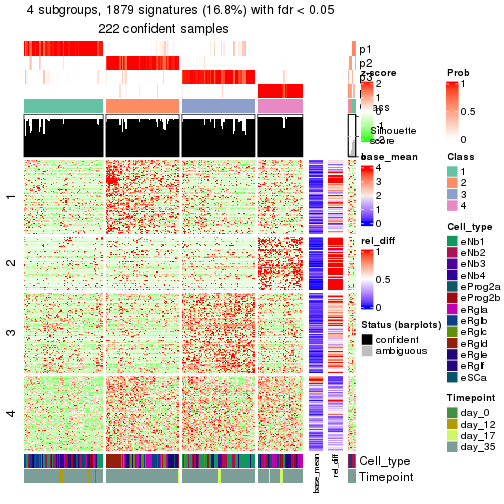 4 subgroups, 1879 signatures (16.8%) with fdr < 0.05
222 confident samples
p1
p2
p3
z-score
2
1
Silhouette
score
base_mean
4
3
2
1
0
rel_diff
1
0.5
0
Status (barplots)
confident
ambiguous
Prob
1
0.5
0
Class
1
2
3
4
Cell_type
eNb1
eNb2
eNb3
eNb4
eProg2a
eProg2b
eRgla
eRglb
eRglc
eRgld
eRgle
eRglf
eSCa
Timepoint
day_0
day_12
day_17
day_35
1
2
3
4
base_mean
rel_diff
Cell_type
Timepoint